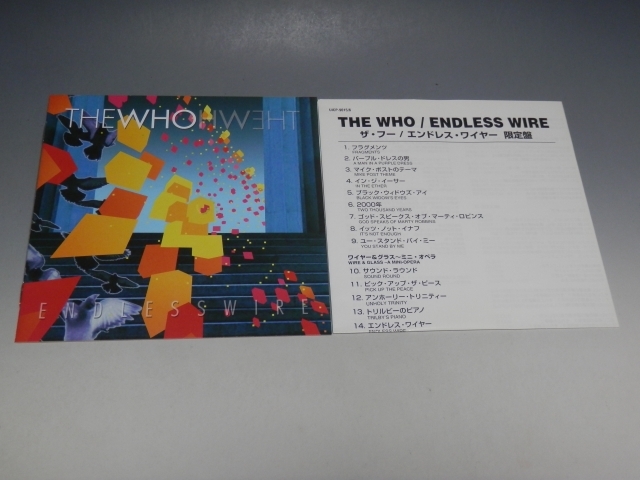 THEWHOHWEHT
ENDLESSWIRE
THE WHO / ENDLESS WIRE
ザ・フー / エンドレス・ワイヤー 限定盤
1. フラグメンツ
FRAGMENTS
2. パープル・ドレスの男
A MAN IN A PURPLE DRESS
3. マイク・ポストのテーマ
MIKE POST THEME
4. イン・ジ・イーサー
IN THE ETHER
5. ブラック・ウィドウズ・アイ
BLACK WIDOW'S EYES
6. 2000年
TWO THOUSAND YEARS
7. ゴッド・スピークス・オブ・マーティ・ロビンス
GOD SPEAKS OF MARTY ROBBINS
8. イッツ・ノット・イナフ
IT'S NOT ENOUGH
9. ユー・スタンド・バイ・ミー
YOU STAND BY ME
ワイヤー&グラス~ミニ・オペラ
WIRE & GLASS ~A MINI-OPERA
10. サウンド・ラウンド
SOUND ROUND
11. ピック・アップ・ザ・ピース
PICK UP THE PEACE
12. アンホーリー・トリニティー
UNHOLY TRINITY
13. トリルビーのピアノ
TRILBY'S PIANO
14. エンドレス・ワイヤー
ENDLESS WIRE